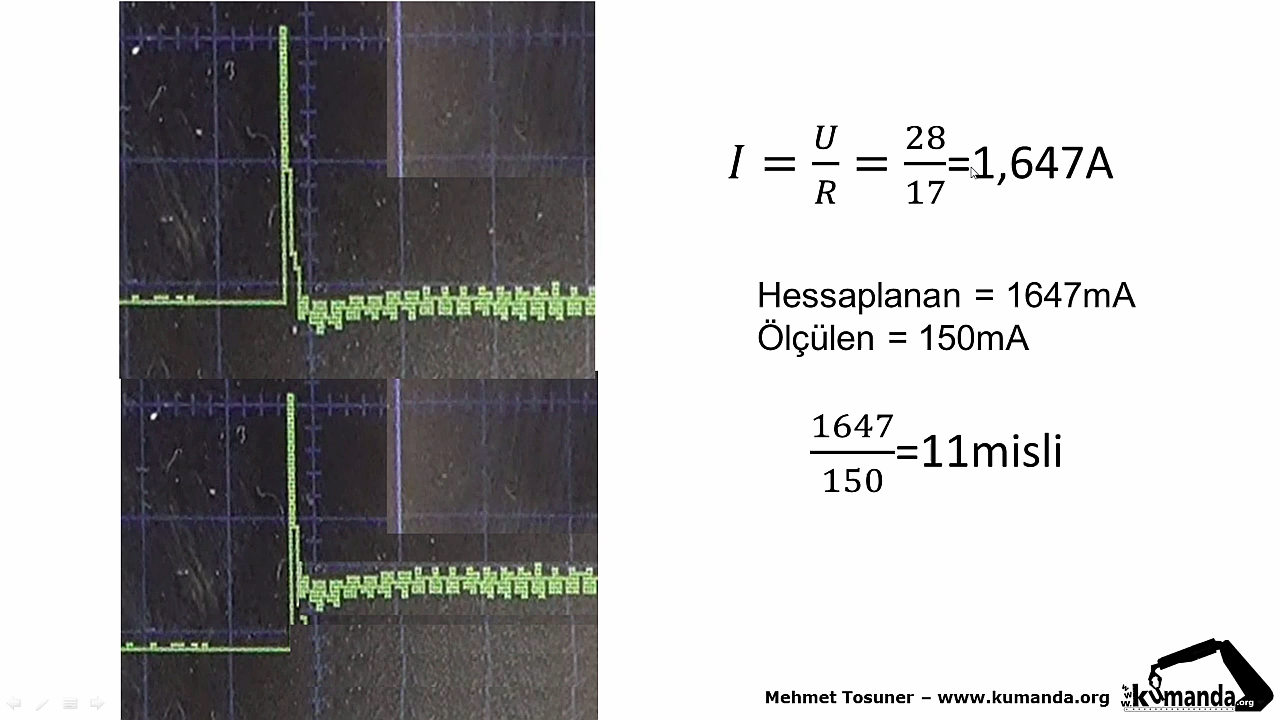 I = U/R = 28/17=1,647A
Hessaplanan = 1647mA
Ölçülen = 150mA
1647/150=11misli
Mehmet Tosuner – www.kumanda.org
www.kumanda.org